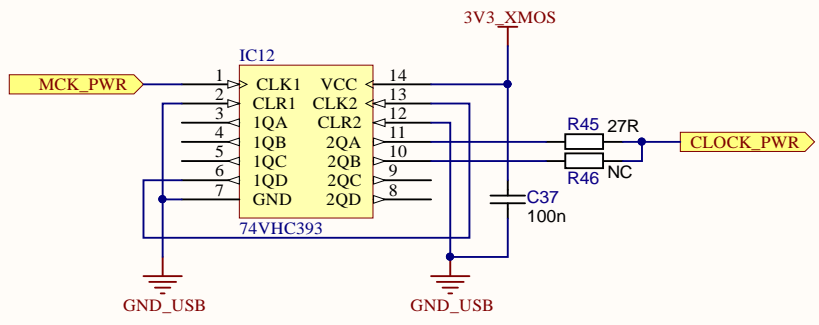 3V3_XMOS
IC12
MCK_PWR 1 CLK1 VCC 14
2 CLR1 CLK2 13
3 1QA CLR2 12
4 1QB 2QA 11 R45 27R CLOCK_PWR
5 1QC 2QB 10 R46 NC
6 1QD 2QC 9
7 GND 2QD 8
C37
100n
74VHC393
GND_USB GND_USB